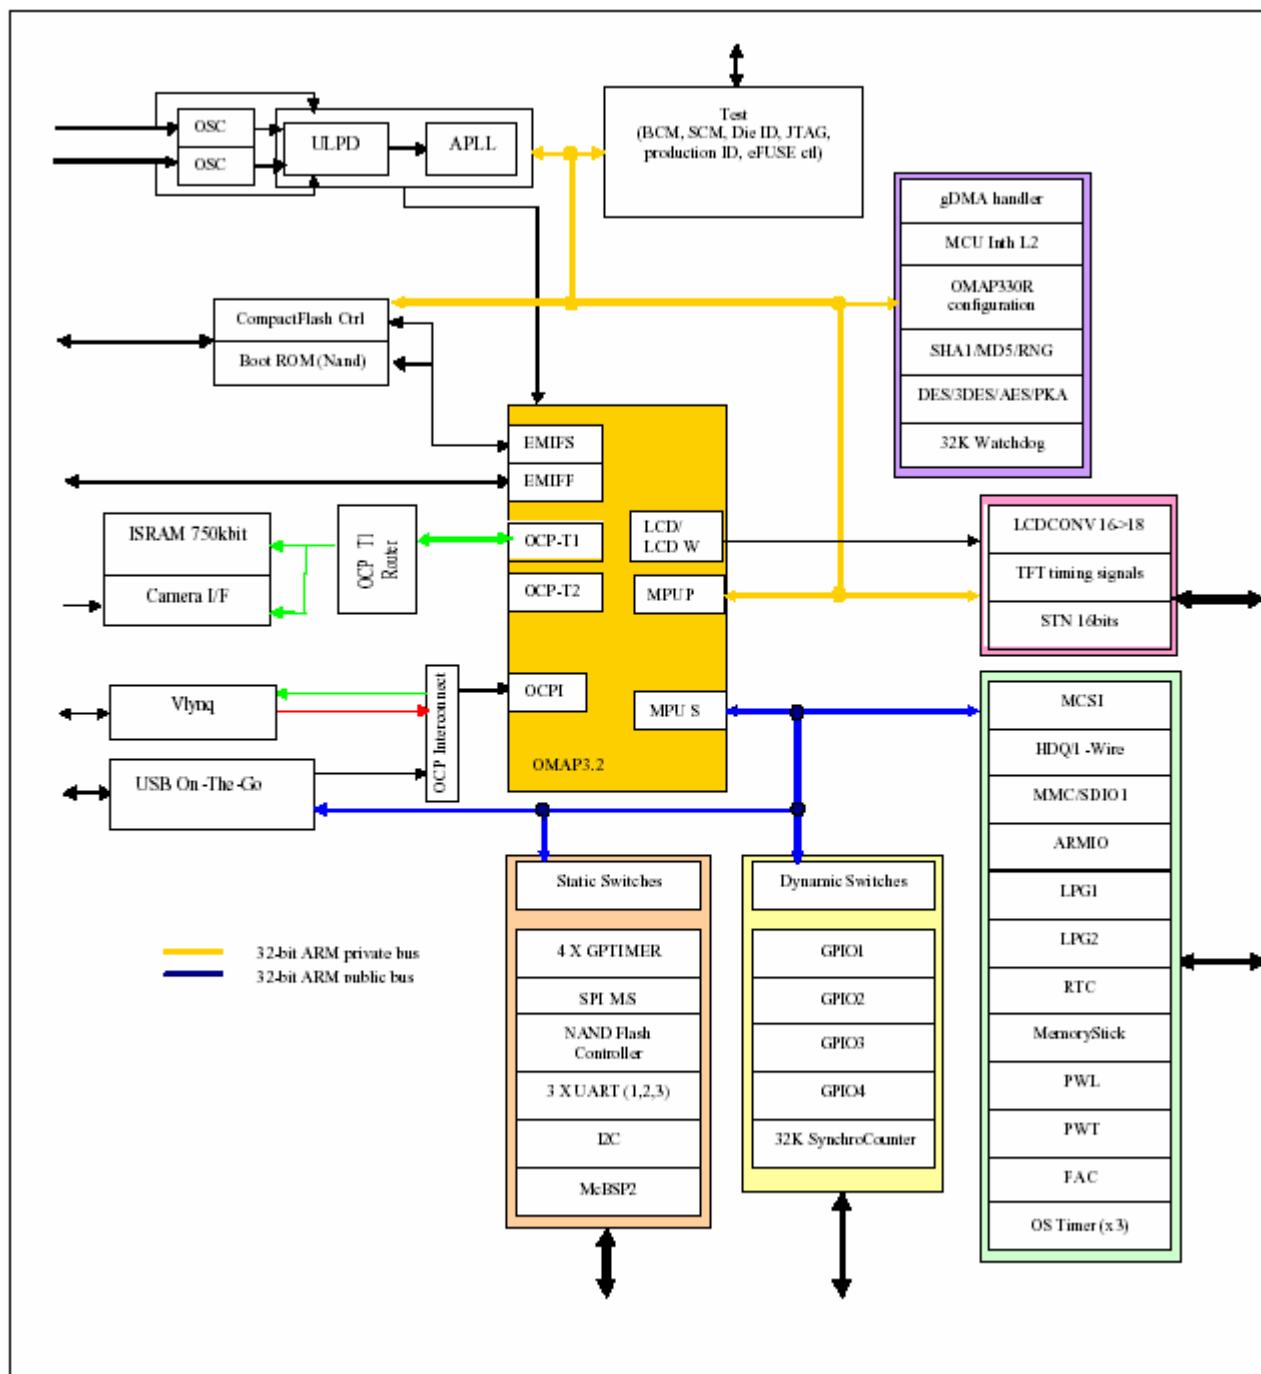 Test
(BCM, SCM, Die ID, JTAG,
production ID, eFUSE ctl)
OSC
OSC
ULPD
APLL
gDMA handler
MCU Inth L2
OMAP330R
configuration
SHA1/MD5/RNG
DES/3DES/AES/PKA
32K Watchdog
CompactFlash Ctrl
Boot ROM (Nand)
EMIFS
EMIFF
OCP-T1
OCP-T2
OCPI
LCD/
LCD W
MPUP
MPU S
OMAP3.2
ISRAM 750kbit
Camera I/F
OCP T1
Router
LCDCONV 16->18
TFT timing signals
STN 16bits
Vlynq
USB On-The-Go
OCP Interconnect
MCSI
HDQ/1 -Wire
MMC/SDIO1
ARMIO
LPG1
LPG2
RTC
MemoryStick
PWL
PWT
FAC
OS Timer (x3)
Static Switches
4 X GPTIMER
SPI M/S
NAND Flash
Controller
3 X UART (1,2,3)
I2C
McBSP2
Dynamic Switches
GPIO1
GPIO2
GPIO3
GPIO4
32K SynchroCounter
32-bit ARM private bus
32-bit ARM public bus